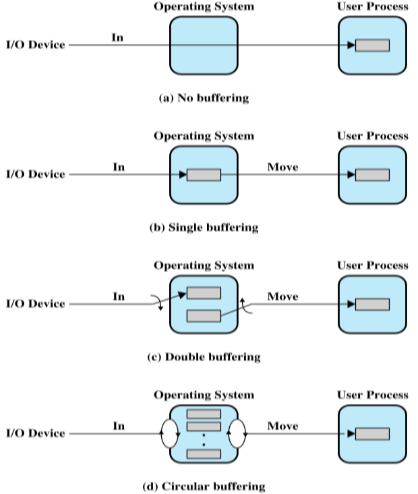 Operating System User Process
I/O Device In
(a) No buffering
Operating System User Process
I/O Device In Move
(b) Single buffering
Operating System User Process
I/O Device In Move
(c) Double buffering
Operating System User Process
I/O Device In Move
(d) Circular buffering